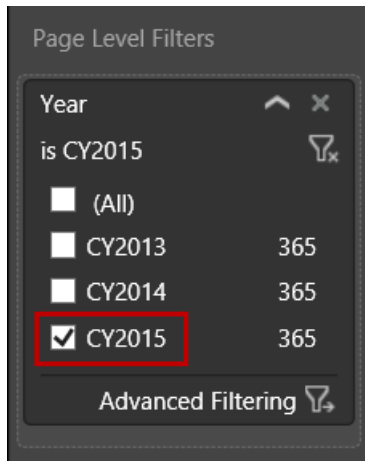 Page Level Filters
Year
is CY2015
(All)
CY2013 365
CY2014 365
CY2015 365
Advanced Filtering